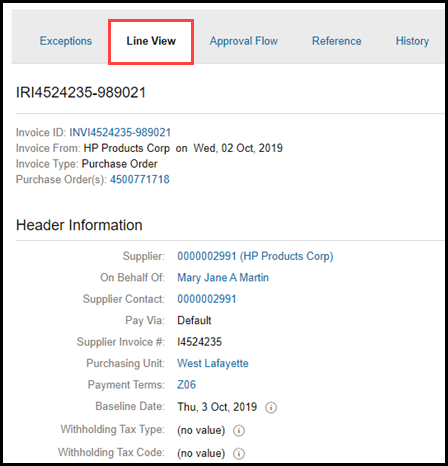 Exceptions Line View Approval Flow Reference History
IRI4524235-989021
Invoice ID: INVI4524235-989021
Invoice From: HP Products Corp on Wed, 02 Oct, 2019
Invoice Type: Purchase Order
Purchase Order(s): 4500771718
Header Information
Supplier: 0000002991 (HP Products Corp)
On Behalf Of: Mary Jane A Martin
Supplier Contact: 0000002991
Pay Via: Default
Supplier Invoice #: I4524235
Purchasing Unit: West Lafayette
Payment Terms: Z06
Baseline Date: Thu, 3 Oct, 2019
Withholding Tax Type: (no value)
Withholding Tax Code: (no value)